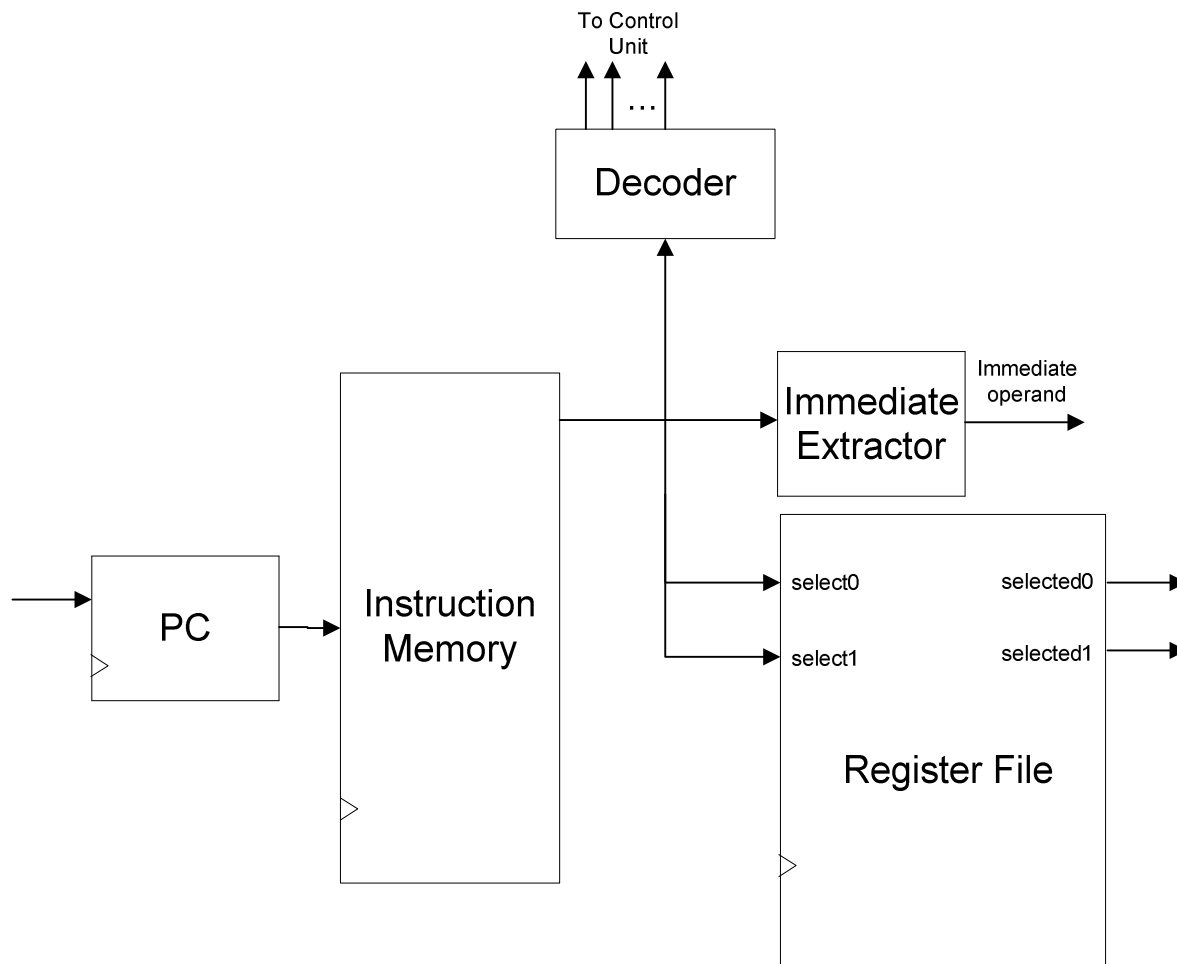 To Control
Unit
...
Decoder
Immediate
Extractor
Immediate
operand
PC
Instruction
Memory
select0
selected0
select1
selected1
Register File